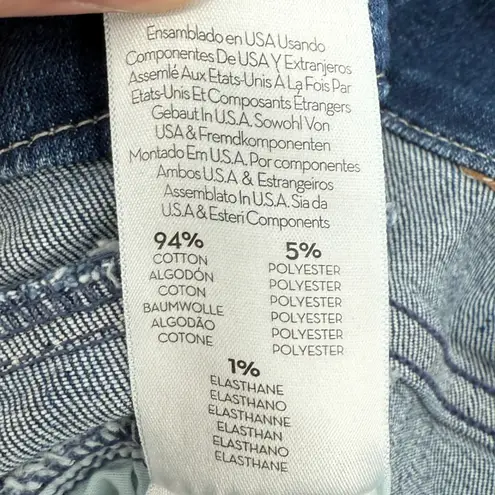 Ensamblado en USA Usando
Componentes De USA Y Extranjeros
Assemlé Aux Etats-Unis À La Fois Par
Etats-Unis Et Composants Étrangers
Gebaut In U.S.A. Sowohl Von
USA & Fremdkomponenten
Montado Em U.S.A. Por componentes
Ambos U.S.A & Estrangeiros
Assemblato In U.S.A. Sia da
U.S.A & Esteri Components
94%
COTTON
ALGODÓN
COTON
BAUMWOLLE
ALGODÃO
COTONE
5%
POLYESTER
POLYESTER
POLYESTER
POLYESTER
POLYESTER
POLYESTER
1%
ELASTHANE
ELASTHANO
ELASTHANNE
ELASTHAN
ELASTHANO
ELASTHANE